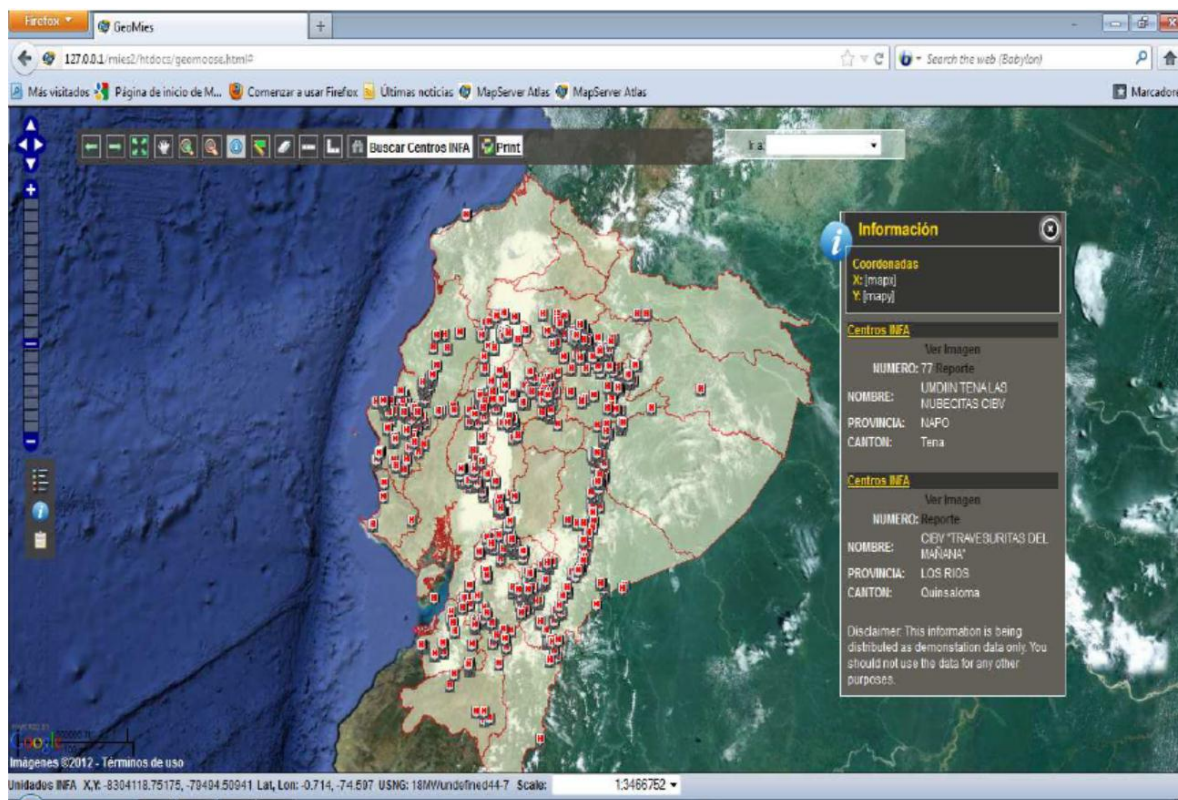 Firefox
GeoMies
127.0.0.1/mies2/htdocs/geomoose.html#
Search the web (Babylon)
Más visitados Página de inicio de M... Comenzar a usar Firefox Últimas noticias MapServer Atlas MapServer Atlas Marcadore
Buscar Centros INFA Print
Ir a:
Información
Coordenadas
X: [mapx]
Y: [mapy]
Centros INFA
Ver Imagen
NUMERO: 77 Reporte
NOMBRE: UMDIIN TENA LAS
NUBECITAS CIBV
PROVINCIA: NAPO
CANTON: Tena
Centros INFA
Ver Imagen
NUMERO: Reporte
NOMBRE: CIBV "TRAVESURITAS DEL
MAÑANA"
PROVINCIA: LOS RIOS
CANTON: Quinsaloma
Disclaimer: This information is being
distributed as demonstation data only. You
should not use the data for any other
purposes.
Google
Imágenes ©2012 - Términos de uso
Unidades INFA X,Y: -8304118.75175, -79494.50941 Lat, Lon: -0.714, -74.597 USNG: 18MWundefined44-7 Scale: 1:3466752